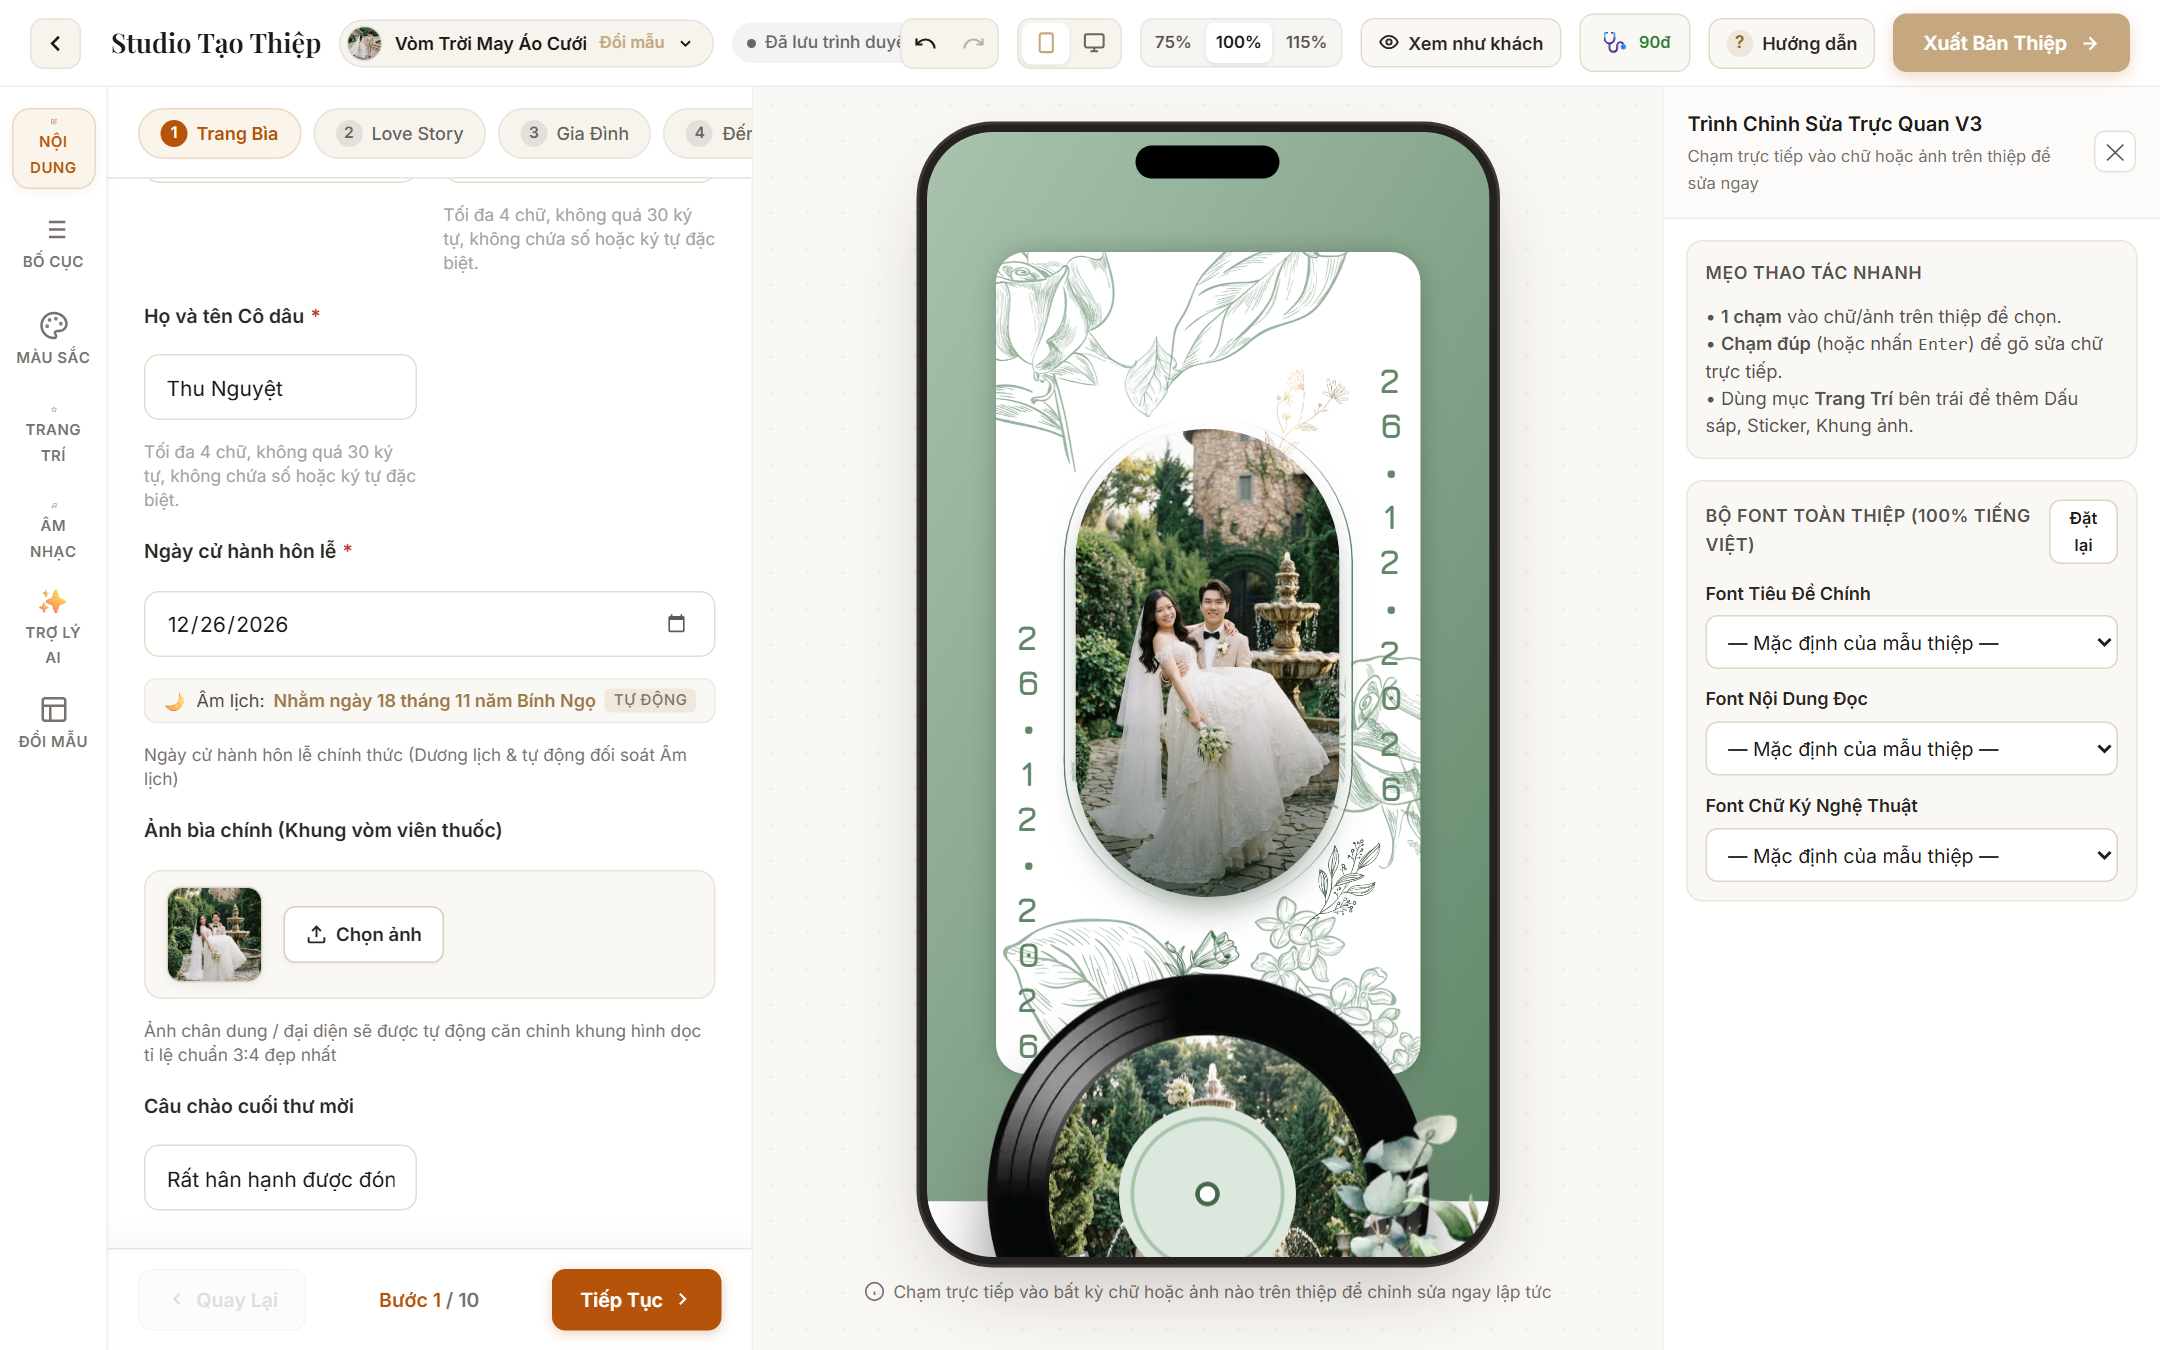 Studio Tạo Thiệp
Vòm Trời May Áo Cưới Đổi mẫu
Đã lưu trình duyệ
75% 100% 115%
Xem như khách
90đ
? Hướng dẫn
Xuất Bản Thiệp →
NỘI
DUNG
BỐ CỤC
MÀU SẮC
TRANG
TRÍ
ÂM
NHẠC
TRỢ LÝ
AI
ĐỔI MẪU
1 Trang Bìa
2 Love Story
3 Gia Đình
4 Đến
Tối đa 4 chữ, không quá 30 ký
tự, không chứa số hoặc ký tự đặc
biệt.
Họ và tên Cô dâu *
Thu Nguyệt
Tối đa 4 chữ, không quá 30 ký
tự, không chứa số hoặc ký tự đặc
biệt.
Ngày cử hành hôn lễ *
12/26/2026
🌙 Âm lịch: Nhằm ngày 18 tháng 11 năm Bính Ngọ TỰ ĐỘNG
Ngày cử hành hôn lễ chính thức (Dương lịch & tự động đối soát Âm
lịch)
Ảnh bìa chính (Khung vòm viên thuốc)
Chọn ảnh
Ảnh chân dung / đại diện sẽ được tự động căn chỉnh khung hình dọc
tỉ lệ chuẩn 3:4 đẹp nhất
Câu chào cuối thư mời
Rất hân hạnh được đón
Quay Lại
Bước 1 / 10
Tiếp Tục
26•12•2026
26•12•2026
Chạm trực tiếp vào bất kỳ chữ hoặc ảnh nào trên thiệp để chỉnh sửa ngay lập tức
Trình Chỉnh Sửa Trực Quan V3
Chạm trực tiếp vào chữ hoặc ảnh trên thiệp để
sửa ngay
MẸO THAO TÁC NHANH
• 1 chạm vào chữ/ảnh trên thiệp để chọn.
• Chạm đúp (hoặc nhấn Enter) để gõ sửa chữ
trực tiếp.
• Dùng mục Trang Trí bên trái để thêm Dấu
sáp, Sticker, Khung ảnh.
BỘ FONT TOÀN THIỆP (100% TIẾNG
VIỆT)
Đặt
lại
Font Tiêu Đề Chính
— Mặc định của mẫu thiệp —
Font Nội Dung Đọc
— Mặc định của mẫu thiệp —
Font Chữ Ký Nghệ Thuật
— Mặc định của mẫu thiệp —